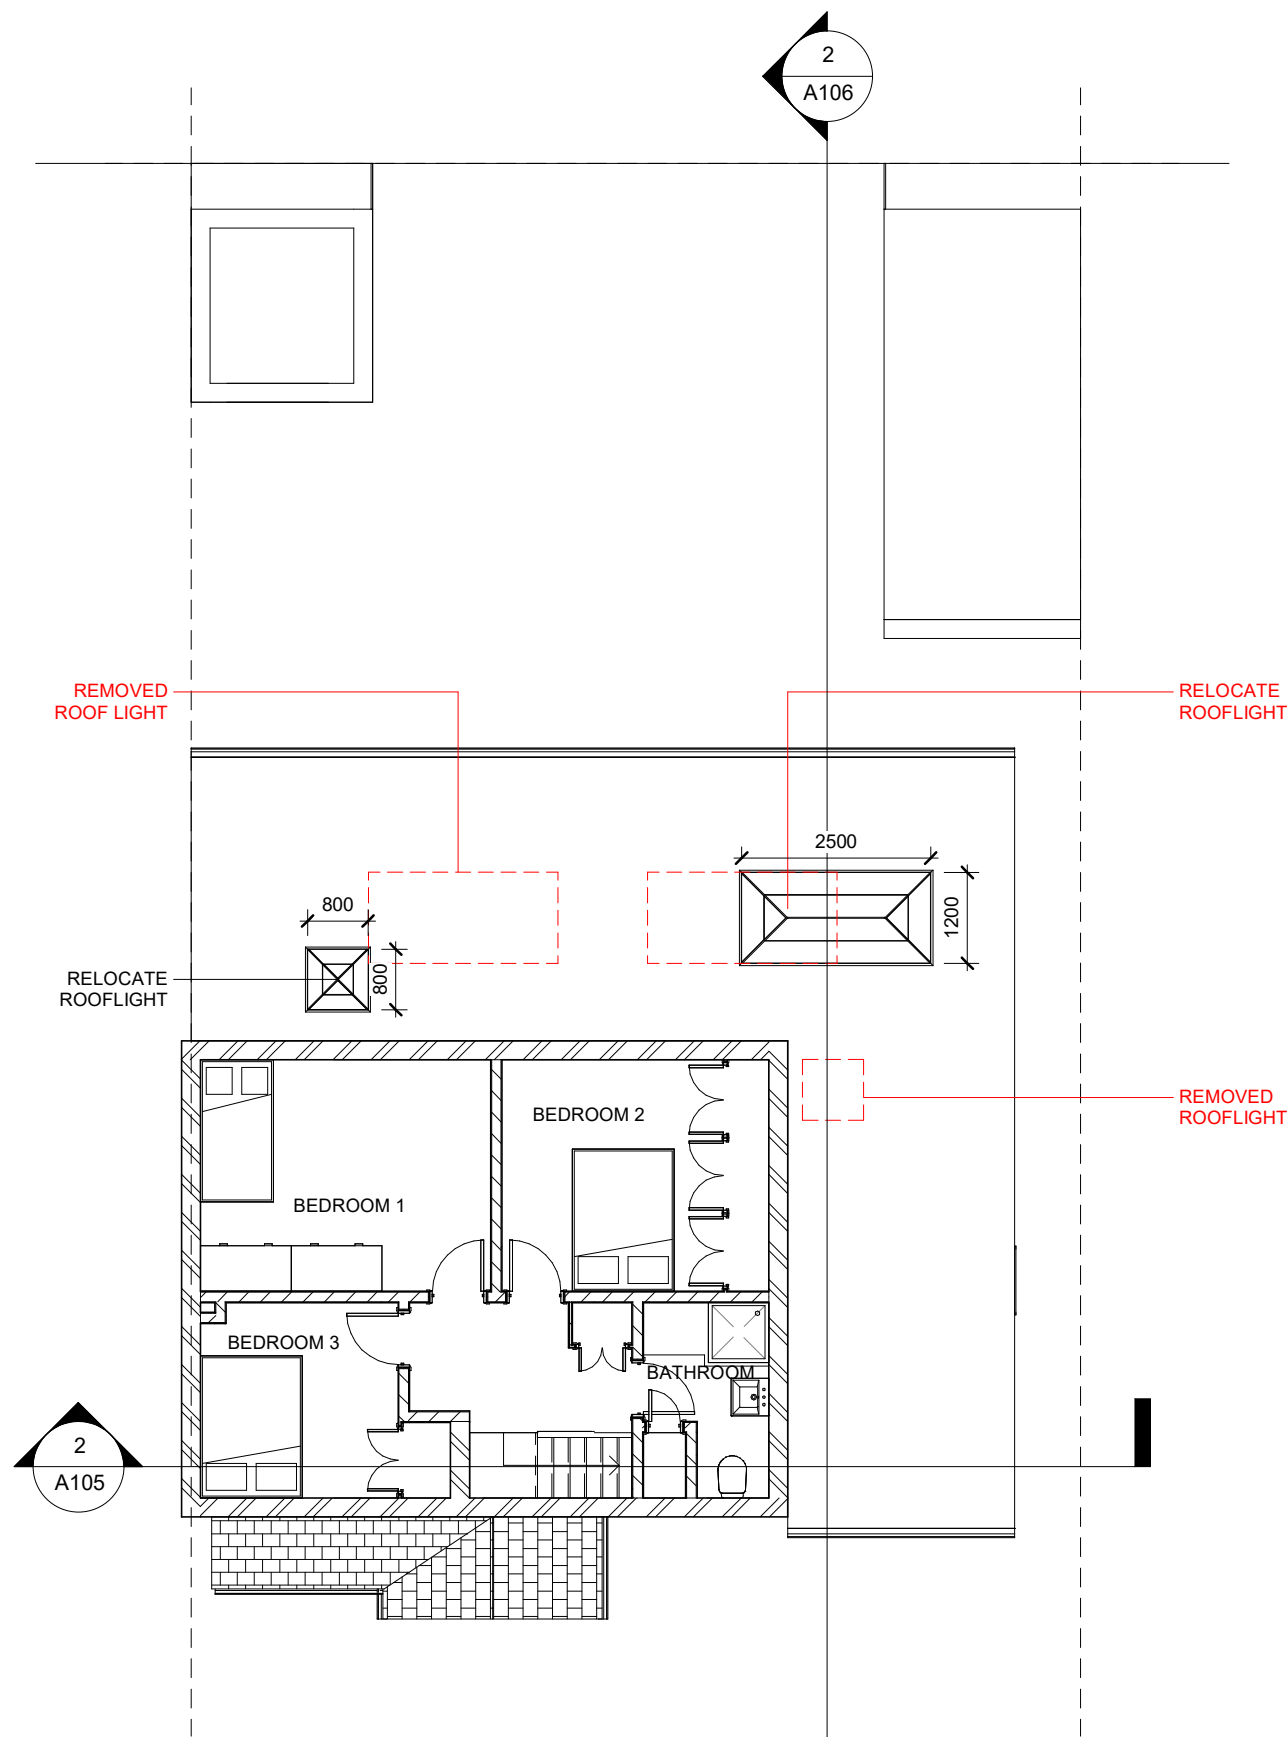 2
A106
REMOVED
ROOF LIGHT
RELOCATE
ROOFLIGHT
2500
1200
800
800
RELOCATE
ROOFLIGHT
REMOVED
ROOFLIGHT
BEDROOM 2
BEDROOM 1
BEDROOM 3
BATHROOM
2
A105